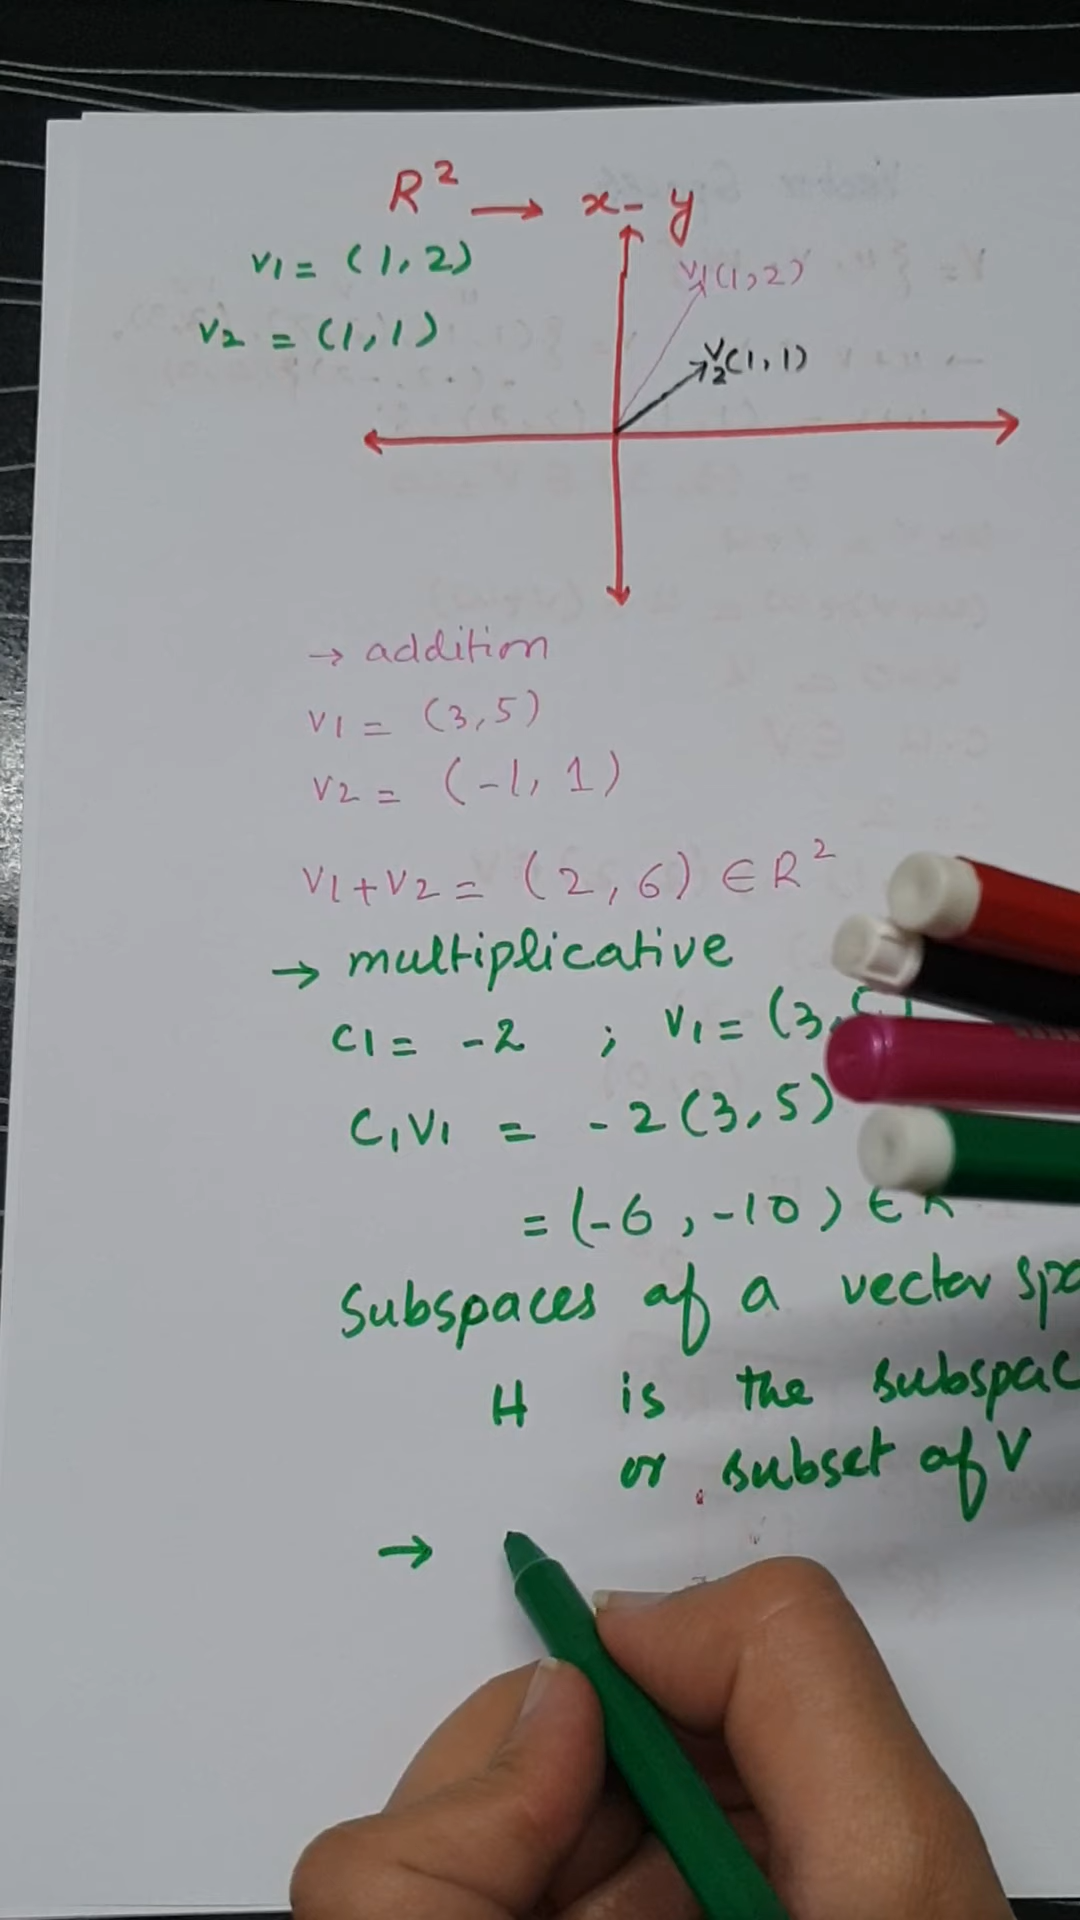 R² → x - y
v1 = (1, 2)
v1(1, 2)
v2 = (1, 1)
v2(1, 1)
→ addition
v1 = (3, 5)
v2 = (-1, 1)
v1 + v2 = (2, 6) ∈ R²
→ multiplicative
C1 = -2 ; v1 = (3,
C1V1 = -2(3, 5)
= (-6, -10) ∈
Subspaces of a vector
H is the
or subset of V
→